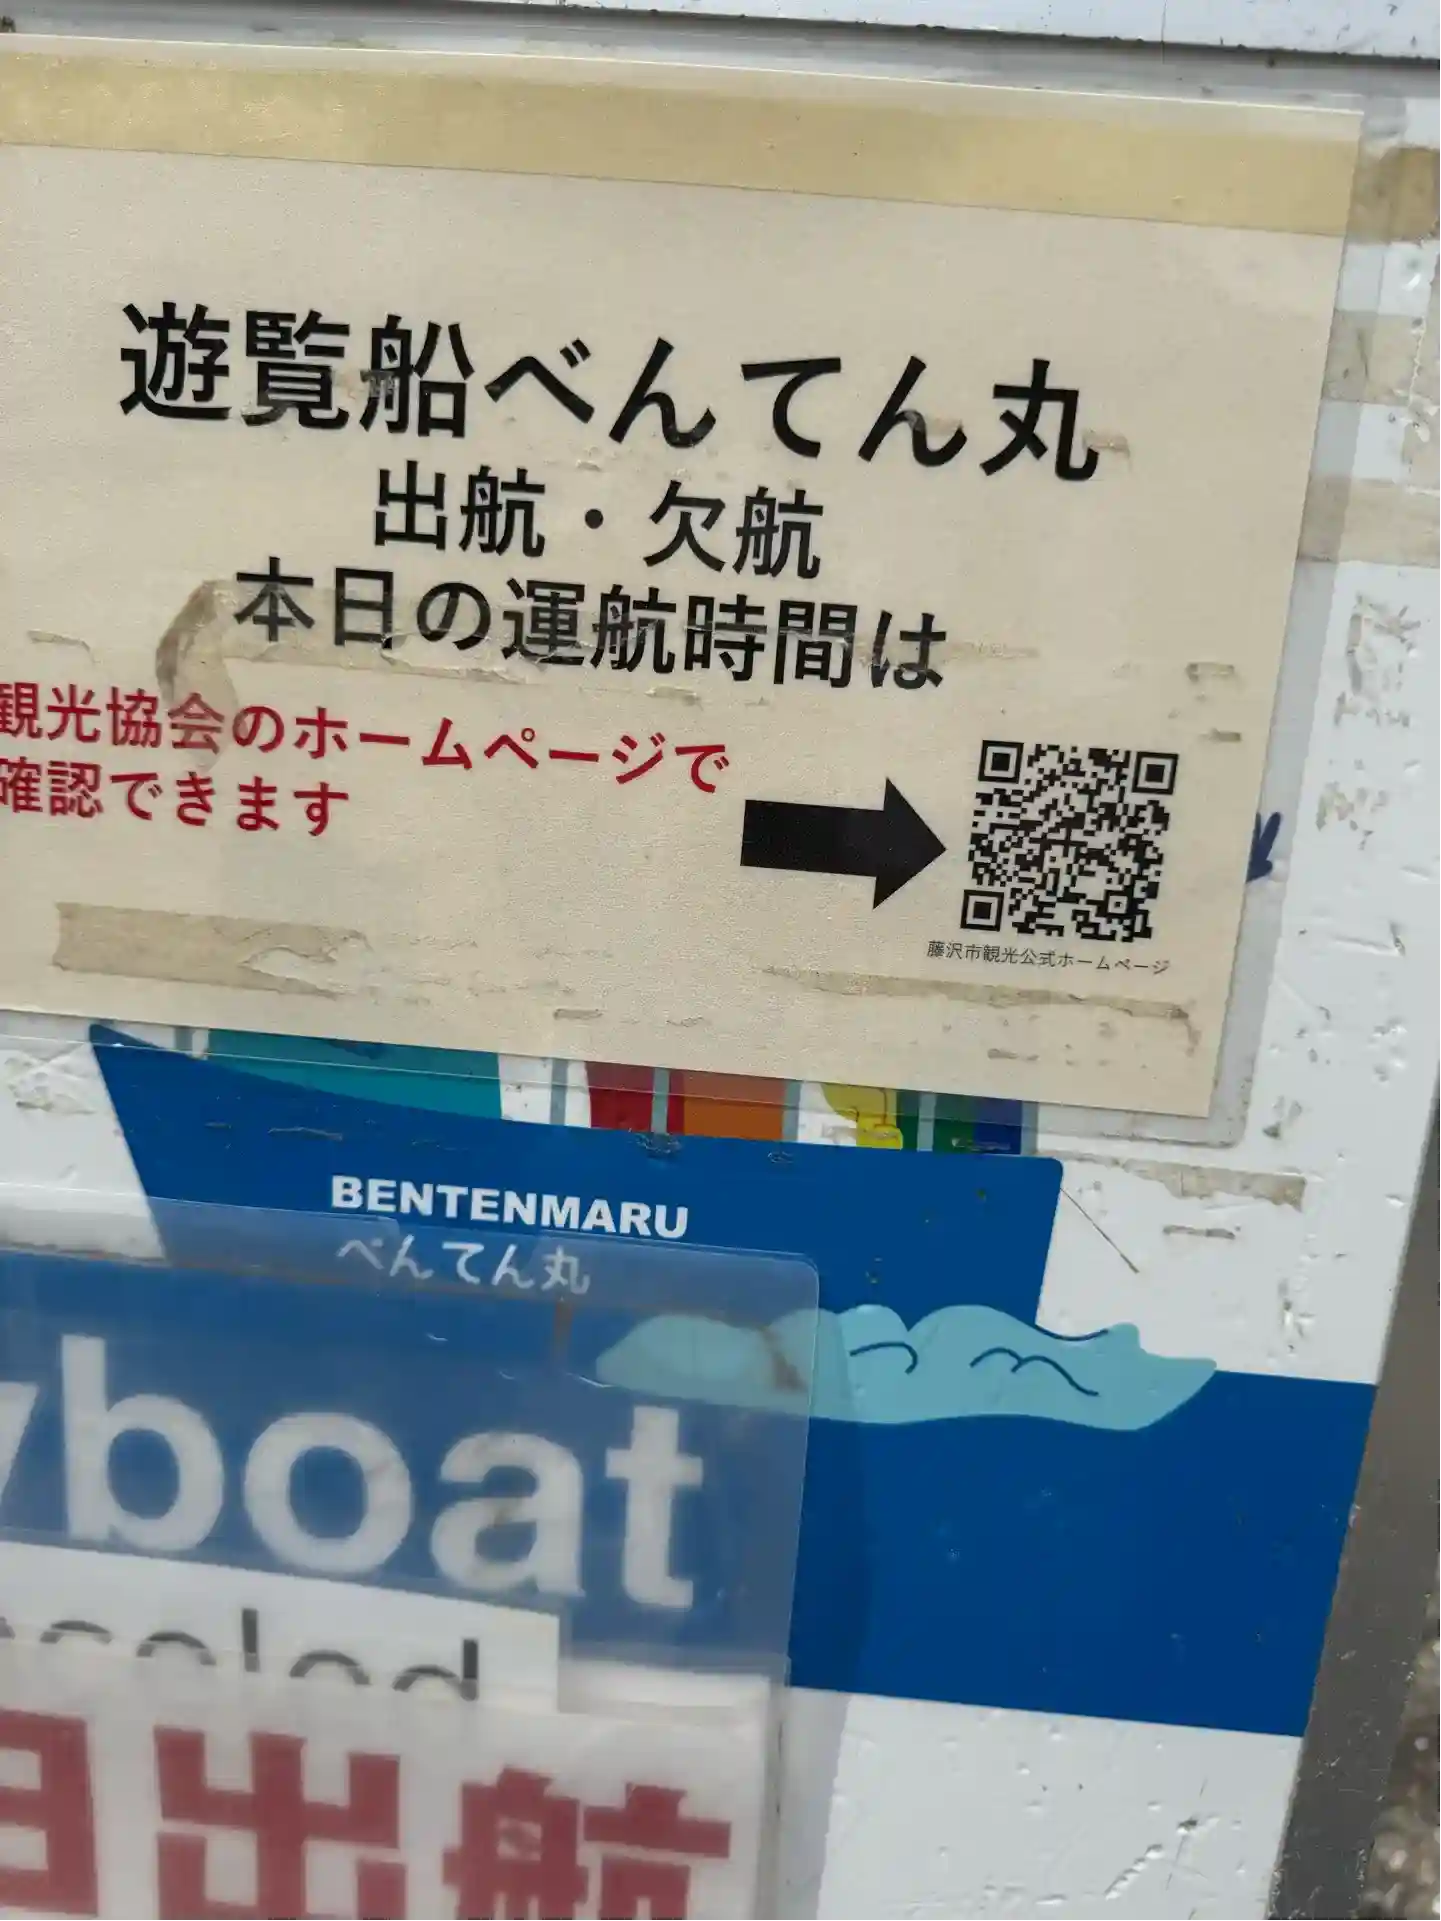 遊覧船べんてん丸
出航・欠航
本日の運航時間は
観光協会のホームページで
確認できます
藤沢市観光公式ホームページ
BENTENMARU
べんてん丸
yboat
日出航